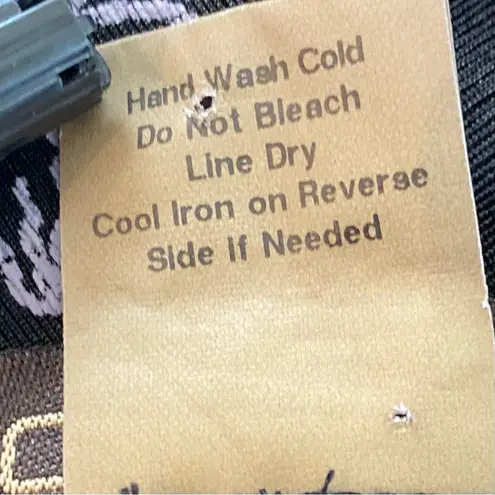 Hand Wash Cold
Do Not Bleach
Line Dry
Cool Iron on Reverse
Side If Needed